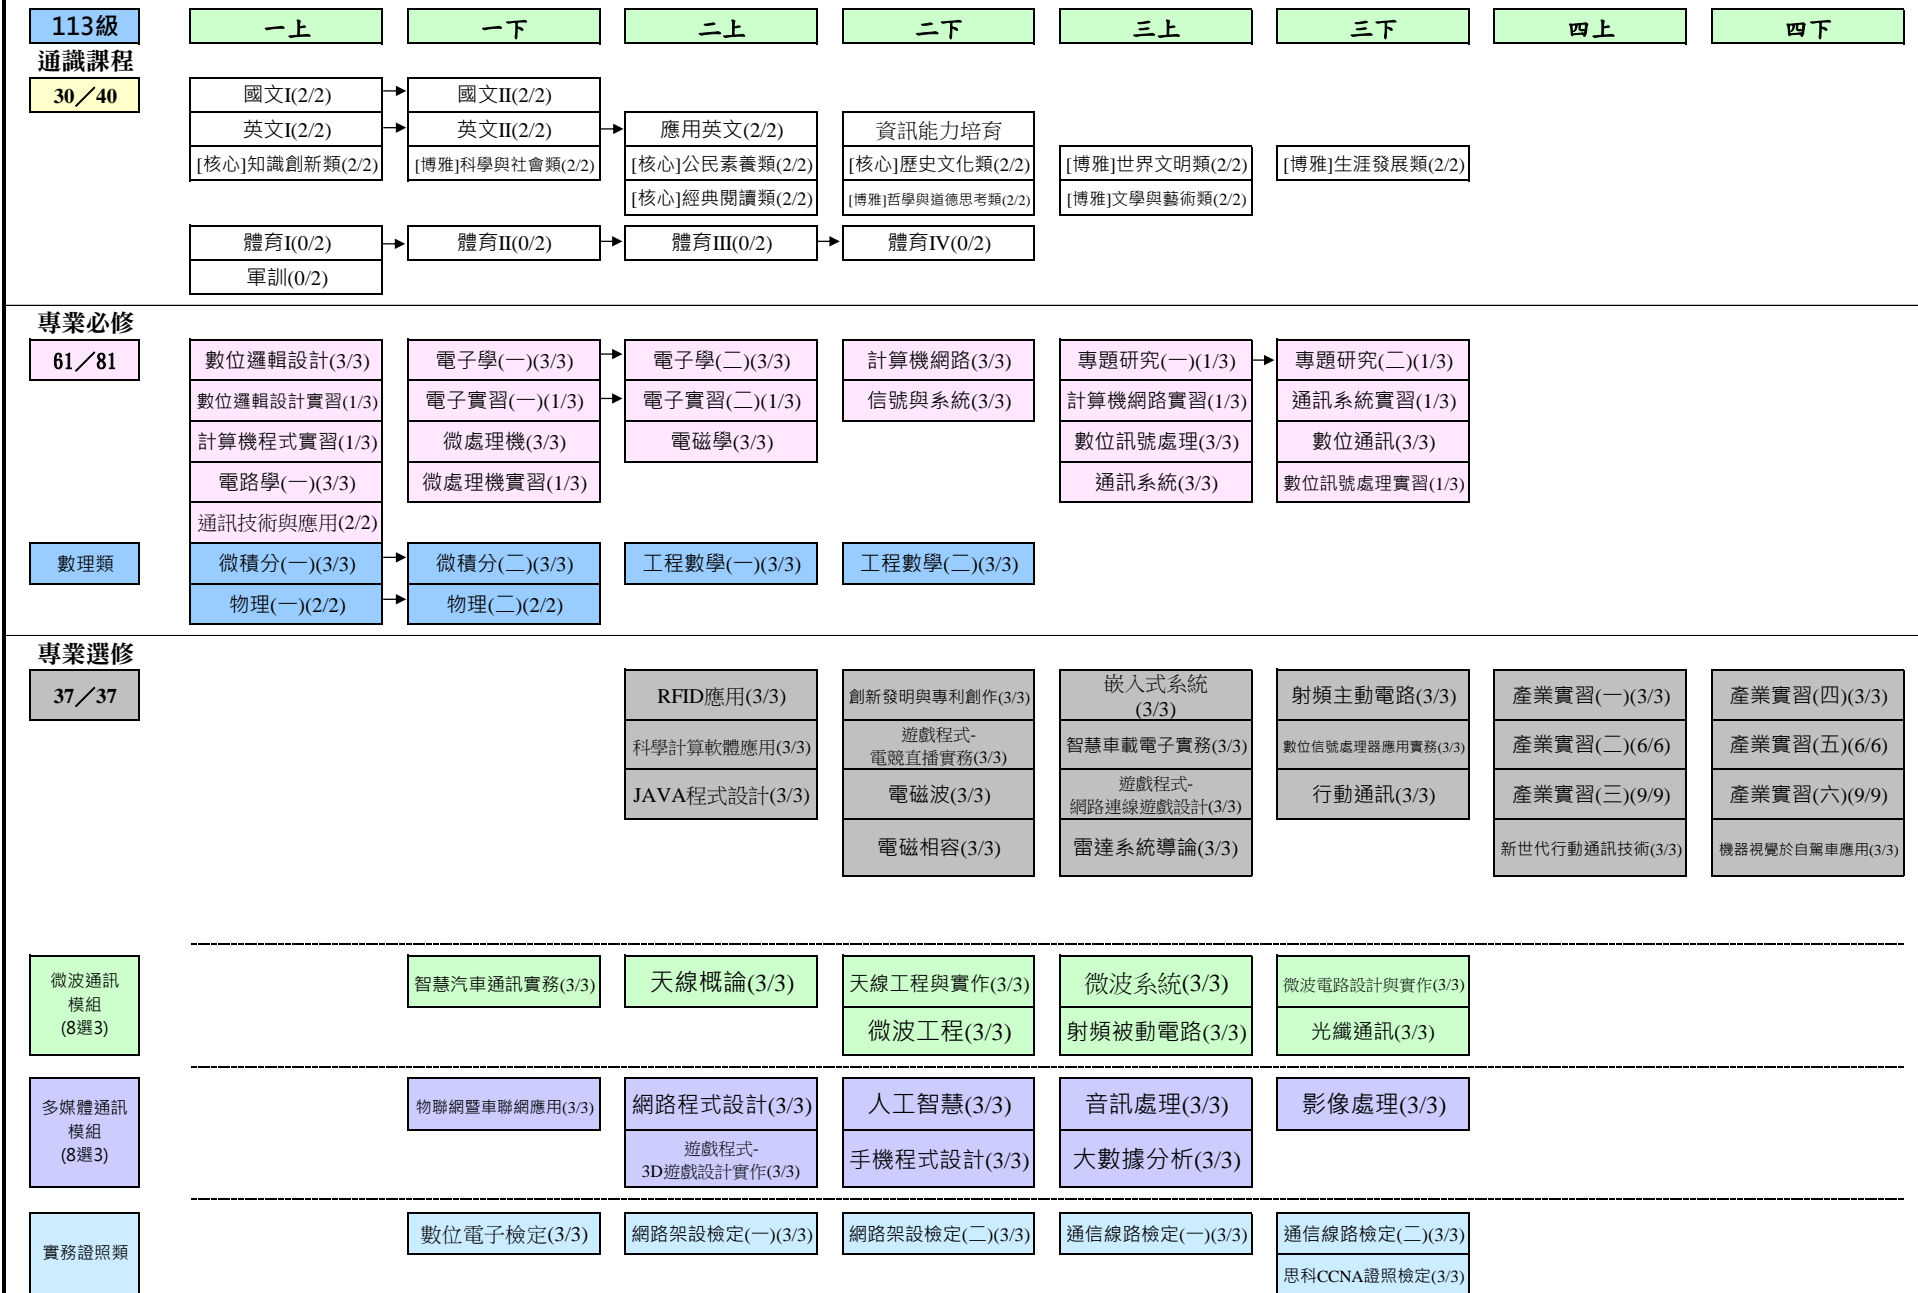 113級 一上 一下 二上 二下 三上 三下 四上 四下
通識課程
30／40 國文I(2/2) 國文II(2/2)
英文I(2/2) 英文II(2/2) 應用英文(2/2) 資訊能力培育
[核心]知識創新類(2/2) [博雅]科學與社會類(2/2) [核心]公民素養類(2/2) [核心]歷史文化類(2/2) [博雅]世界文明類(2/2) [博雅]生涯發展類(2/2)
[核心]經典閱讀類(2/2) [博雅]哲學與道德思考類(2/2) [博雅]文學與藝術類(2/2)
體育I(0/2) 體育II(0/2) 體育III(0/2) 體育IV(0/2)
軍訓(0/2)
專業必修
61／81 數位邏輯設計(3/3) 電子學(一)(3/3) 電子學(二)(3/3) 計算機網路(3/3) 專題研究(一)(1/3) 專題研究(二)(1/3)
數位邏輯設計實習(1/3) 電子實習(一)(1/3) 電子實習(二)(1/3) 信號與系統(3/3) 計算機網路實習(1/3) 通訊系統實習(1/3)
計算機程式實習(1/3) 微處理機(3/3) 電磁學(3/3) 數位訊號處理(3/3) 數位通訊(3/3)
電路學(一)(3/3) 微處理機實習(1/3) 通訊系統(3/3) 數位訊號處理實習(1/3)
通訊技術與應用(2/2)
數理類 微積分(一)(3/3) 微積分(二)(3/3) 工程數學(一)(3/3) 工程數學(二)(3/3)
物理(一)(2/2) 物理(二)(2/2)
專業選修
37／37 RFID應用(3/3) 創新發明與專利創作(3/3) 嵌入式系統
(3/3) 射頻主動電路(3/3) 產業實習(一)(3/3) 產業實習(四)(3/3)
科學計算軟體應用(3/3) 遊戲程式-
電競直播實務(3/3) 智慧車載電子實務(3/3) 數位信號處理器應用實務(3/3) 產業實習(二)(6/6) 產業實習(五)(6/6)
JAVA程式設計(3/3) 電磁波(3/3) 遊戲程式-
網路連線遊戲設計(3/3) 行動通訊(3/3) 產業實習(三)(9/9) 產業實習(六)(9/9)
電磁相容(3/3) 雷達系統導論(3/3) 新世代行動通訊技術(3/3) 機器視覺於自駕車應用(3/3)
微波通訊
模組
(8選3) 智慧汽車通訊實務(3/3) 天線概論(3/3) 天線工程與實作(3/3) 微波系統(3/3) 微波電路設計與實作(3/3)
微波工程(3/3) 射頻被動電路(3/3) 光纖通訊(3/3)
多媒體通訊
模組
(8選3) 物聯網暨車聯網應用(3/3) 網路程式設計(3/3) 人工智慧(3/3) 音訊處理(3/3) 影像處理(3/3)
遊戲程式-
3D遊戲設計實作(3/3) 手機程式設計(3/3) 大數據分析(3/3)
實務證照類 數位電子檢定(3/3) 網路架設檢定(一)(3/3) 網路架設檢定(二)(3/3) 通信線路檢定(一)(3/3) 通信線路檢定(二)(3/3)
思科CCNA證照檢定(3/3)